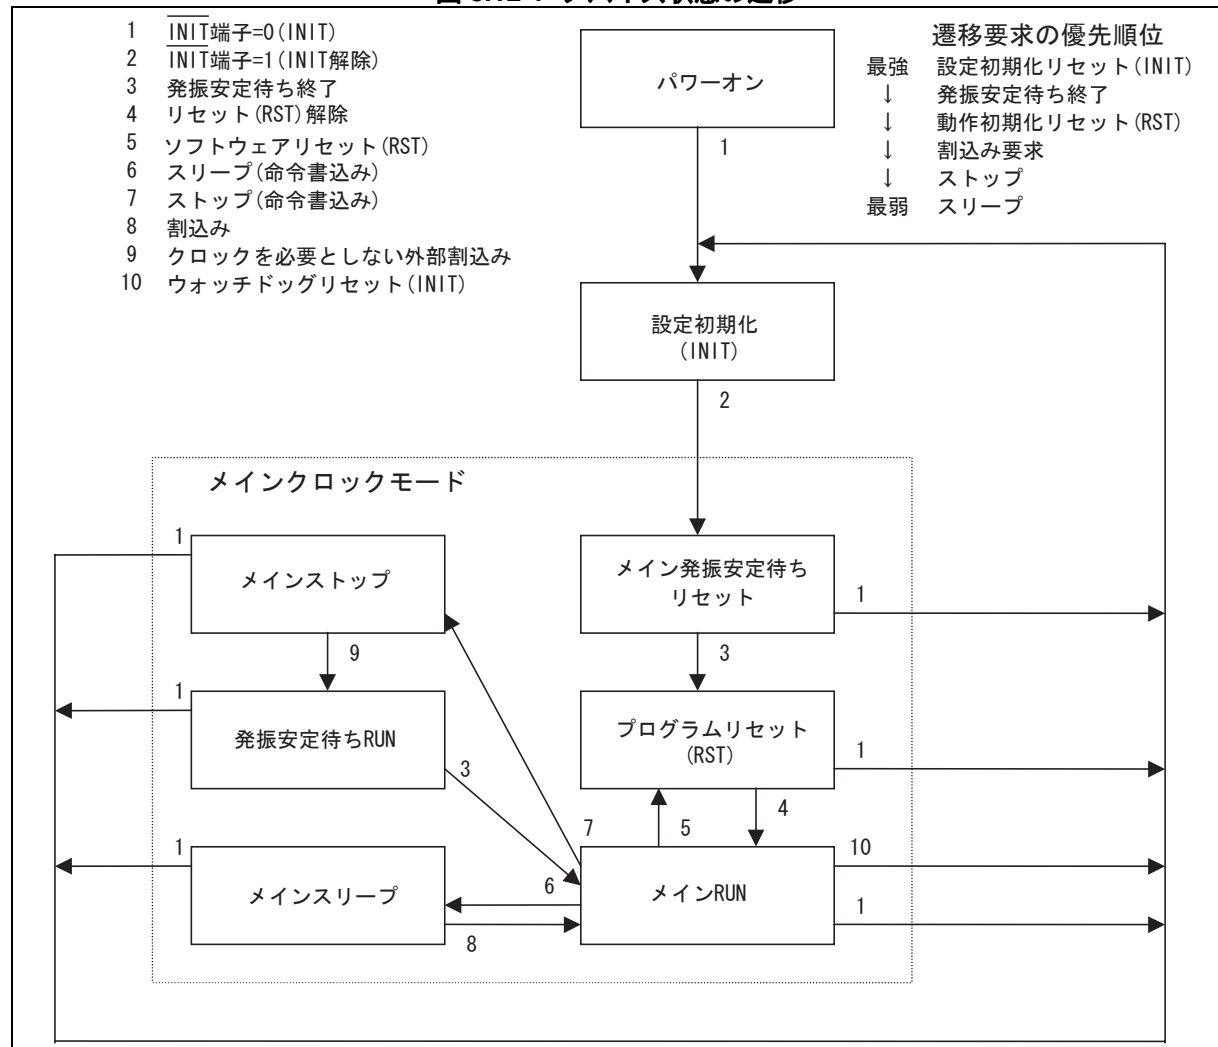 1 INIT端子=0(INIT)
2 INIT端子=1(INIT解除)
3 発振安定待ち終了
4 リセット(RST)解除
5 ソフトウェアリセット(RST)
6 スリープ(命令書込み)
7 ストップ(命令書込み)
8 割込み
9 クロックを必要としない外部割込み
10 ウォッチドッグリセット(INIT)
遷移要求の優先順位
最強 設定初期化リセット(INIT)
↓ 発振安定待ち終了
↓ 動作初期化リセット(RST)
↓ 割込み要求
↓ ストップ
最弱 スリープ
パワーオン
1
設定初期化
(INIT)
2
メインクロックモード
1
メインストップ
メイン発振安定待ち
リセット
1
9
3
1
発振安定待ちRUN
プログラムリセット
(RST)
1
3
7
5
4
1
メインスリープ
6
8
メインRUN
10
1